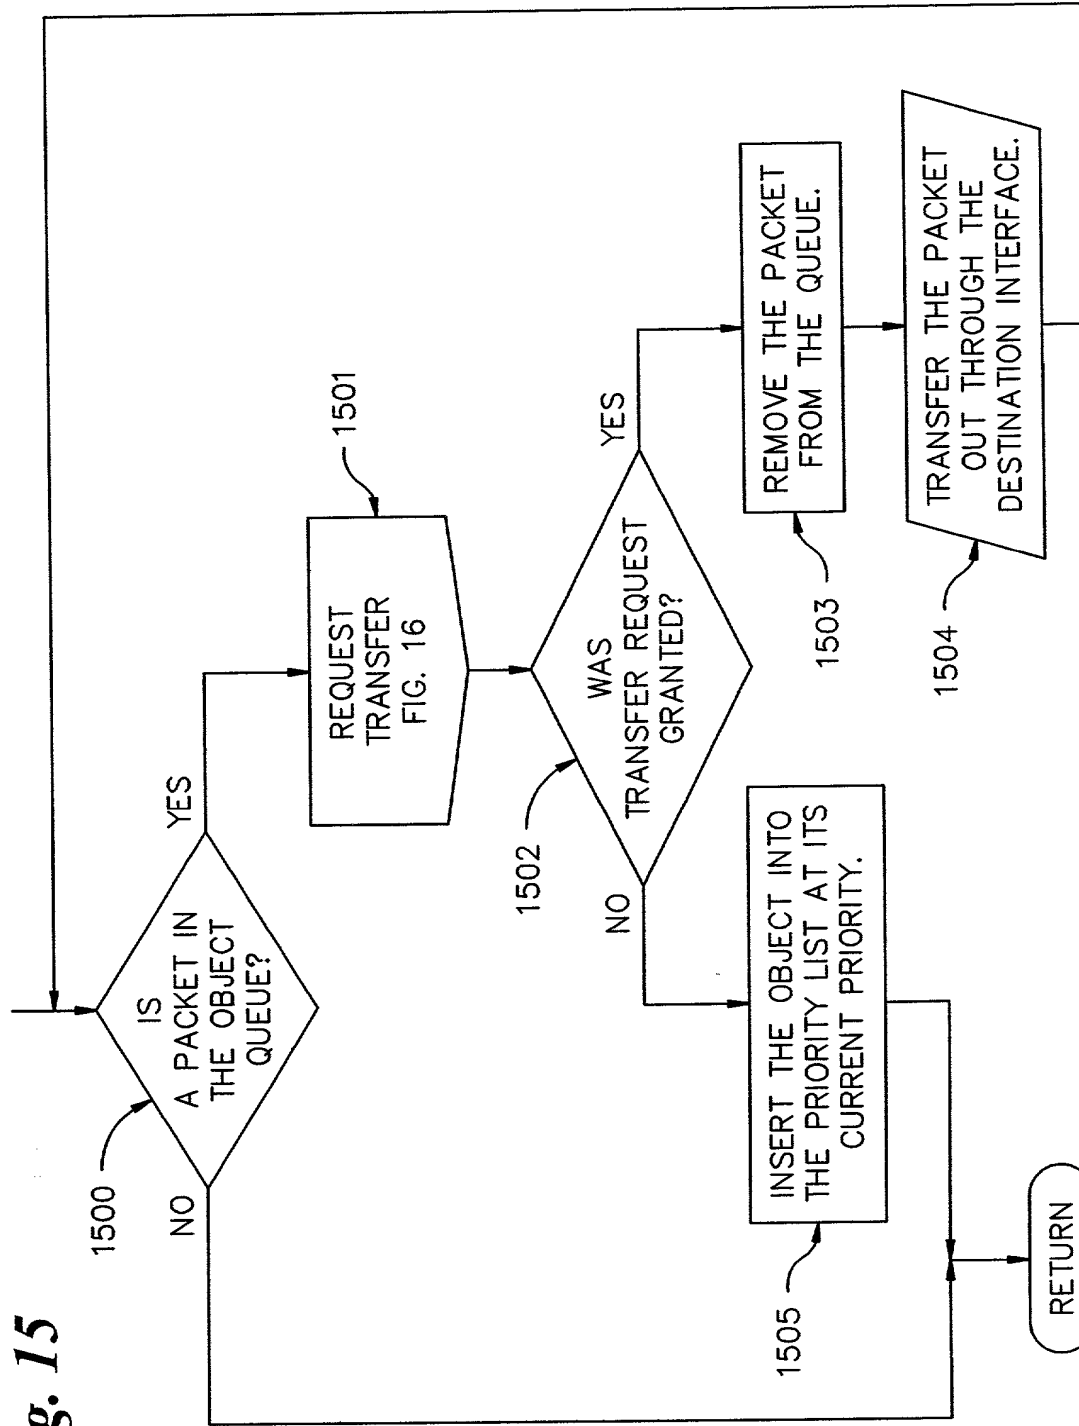 g. 15
1500
IS
A PACKET IN
THE OBJECT
QUEUE?
NO
YES
REQUEST
TRANSFER
FIG. 16
1501
1502
WAS
TRANSFER REQUEST
GRANTED?
NO
YES
1503
REMOVE THE PACKET
FROM THE QUEUE.
1504
TRANSFER THE PACKET
OUT THROUGH THE
DESTINATION INTERFACE.
1505
INSERT THE OBJECT INTO
THE PRIORITY LIST AT ITS
CURRENT PRIORITY.
RETURN